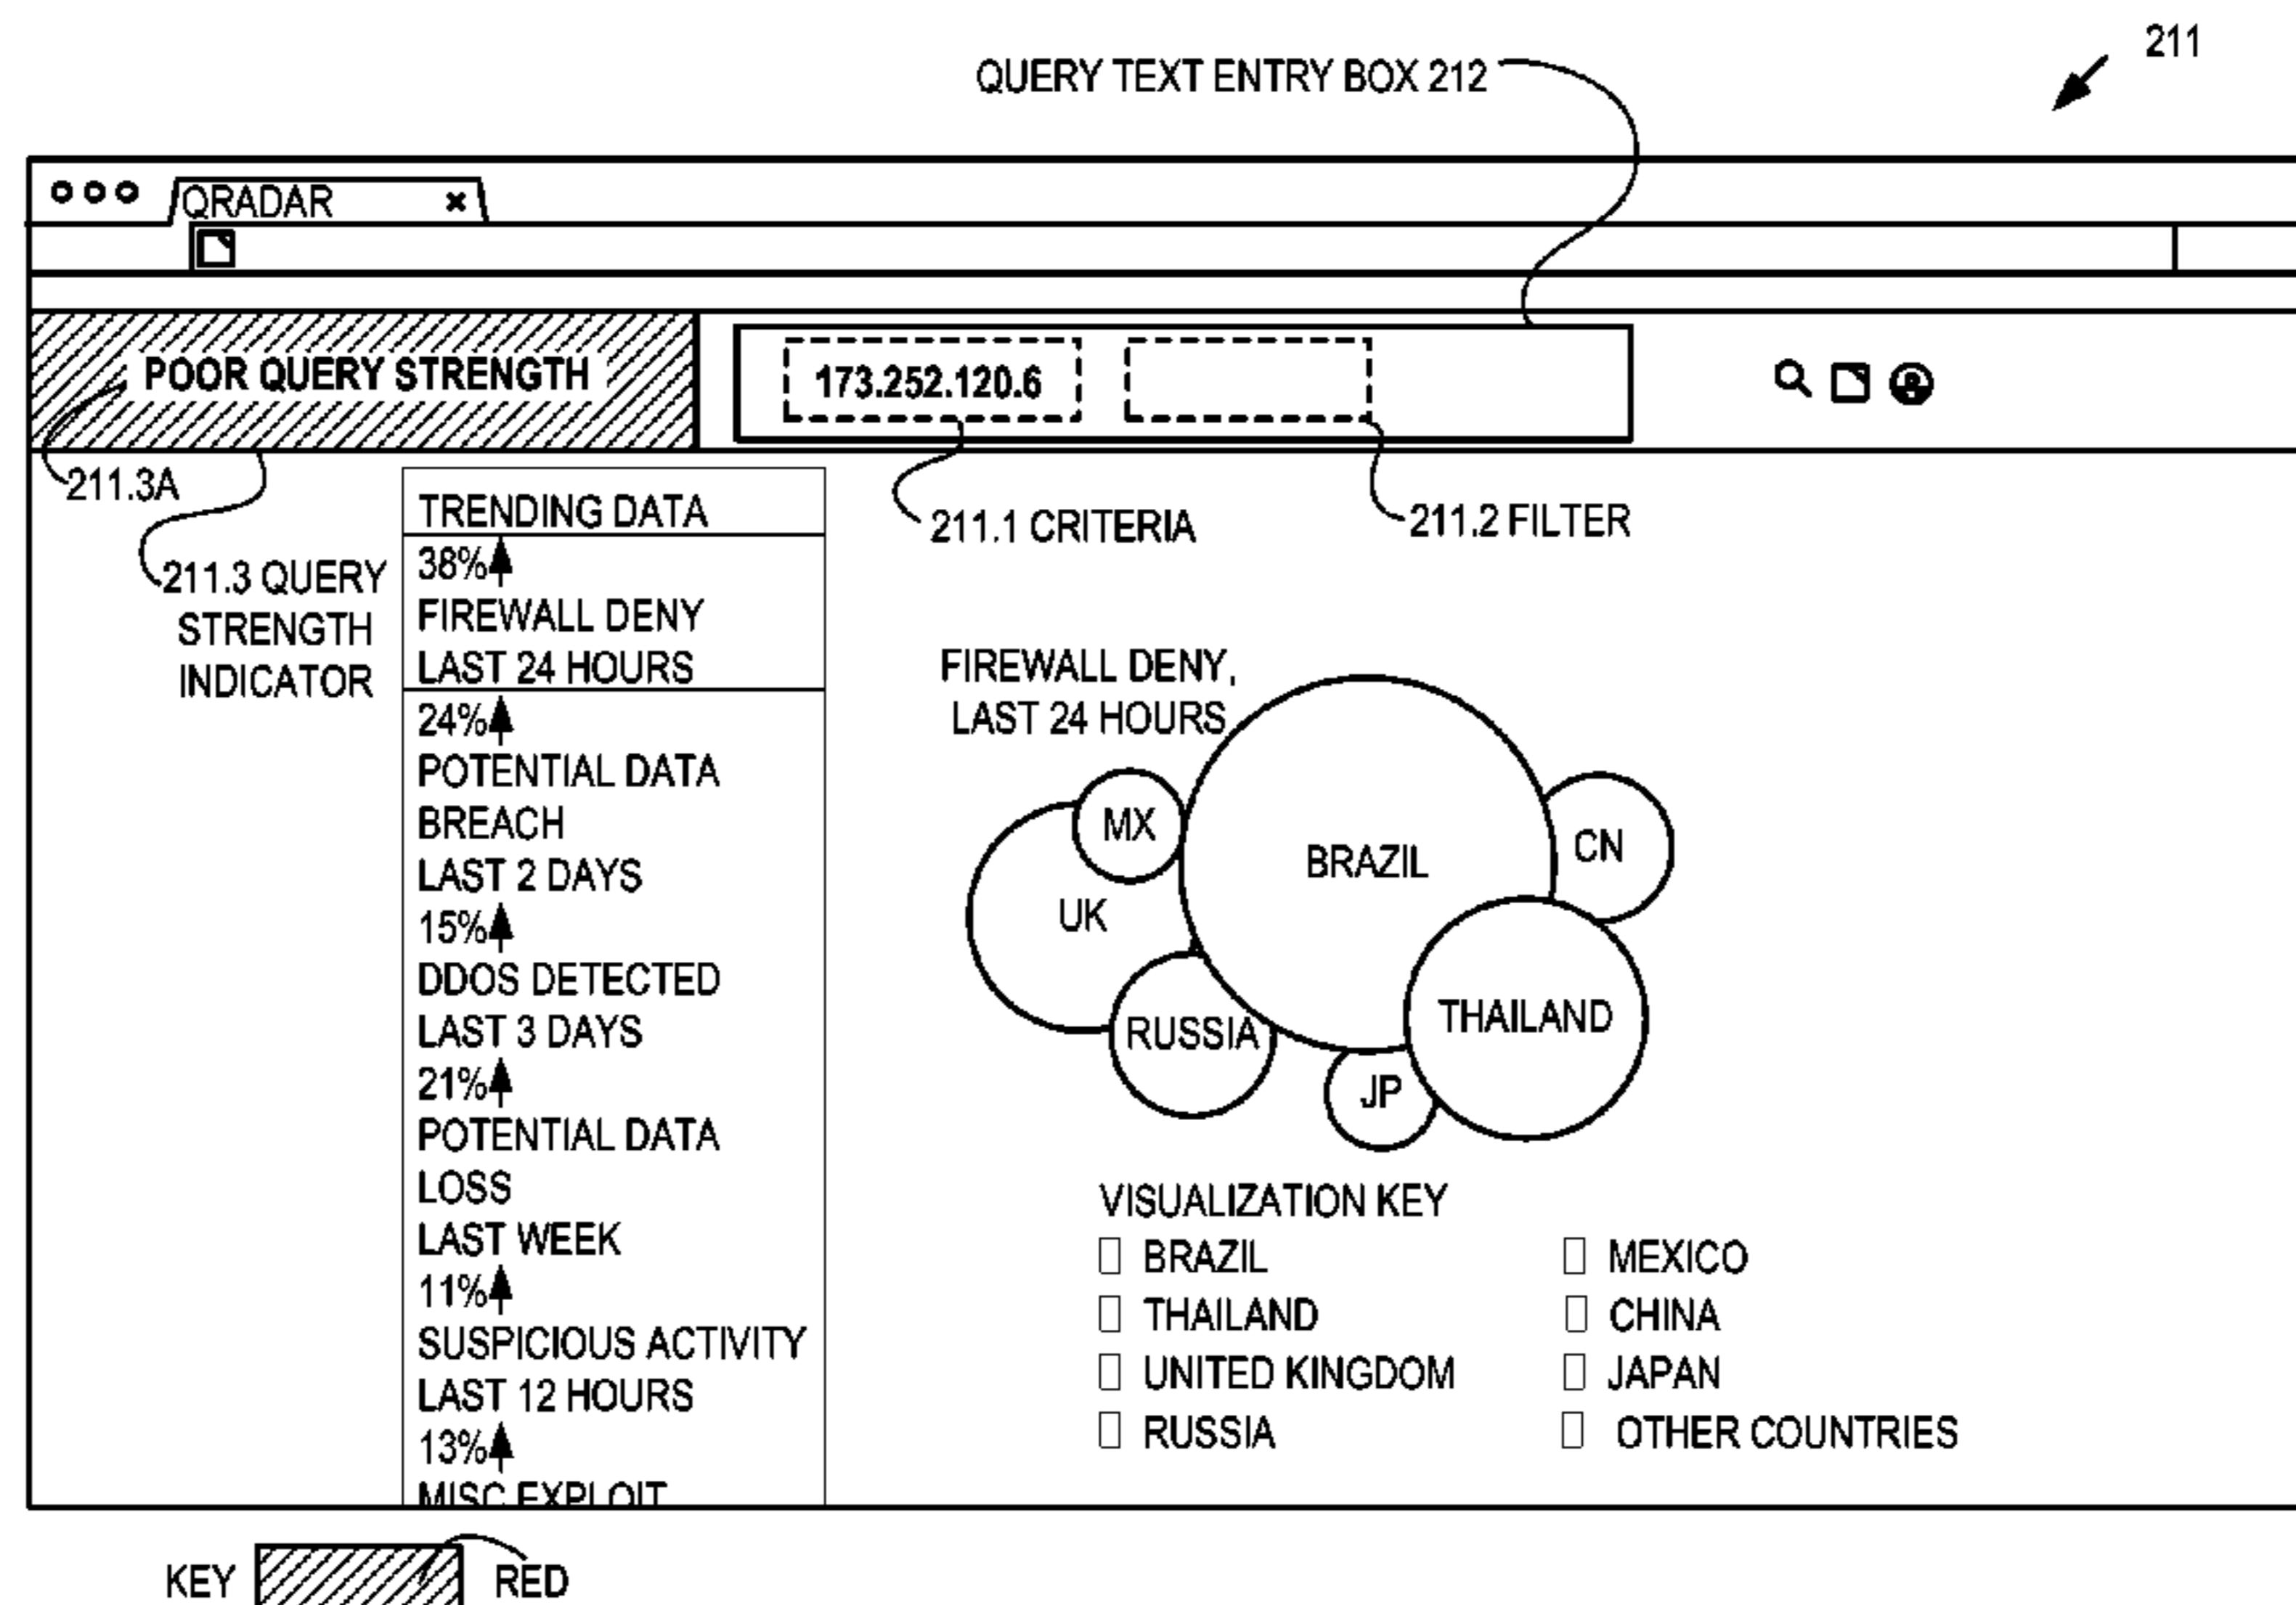 211
QUERY TEXT ENTRY BOX 212
QRADAR
POOR QUERY STRENGTH
173.252.120.6
211.3A
211.1 CRITERIA
211.2 FILTER
211.3 QUERY
STRENGTH
INDICATOR
TRENDING DATA
38%
FIREWALL DENY
LAST 24 HOURS
24%
POTENTIAL DATA
BREACH
LAST 2 DAYS
15%
DDOS DETECTED
LAST 3 DAYS
21%
POTENTIAL DATA
LOSS
LAST WEEK
11%
SUSPICIOUS ACTIVITY
LAST 12 HOURS
13%
MISC EXPLOIT
FIREWALL DENY,
LAST 24 HOURS
MX
BRAZIL
CN
UK
THAILAND
RUSSIA
JP
VISUALIZATION KEY
BRAZIL
THAILAND
UNITED KINGDOM
RUSSIA
MEXICO
CHINA
JAPAN
OTHER COUNTRIES
KEY
RED